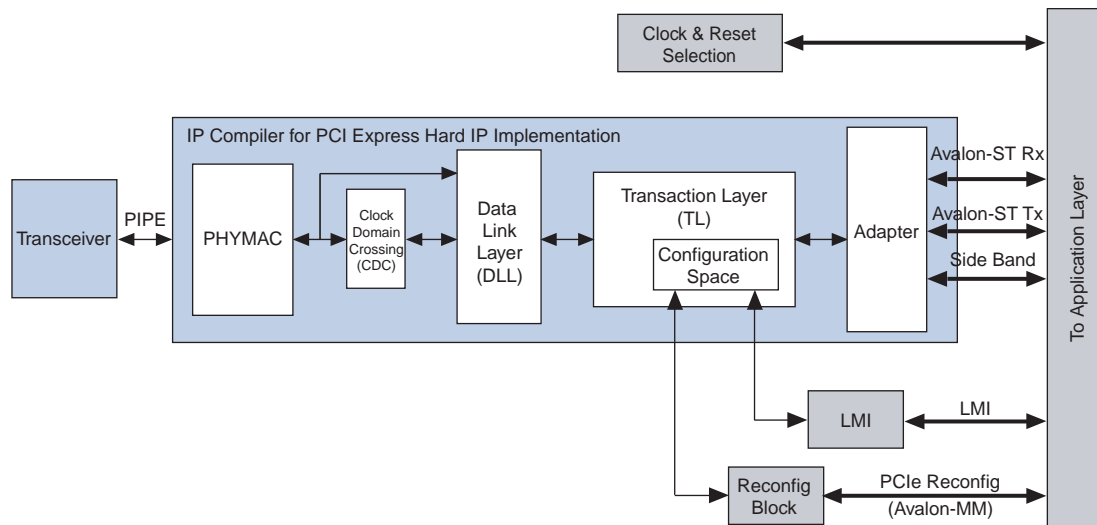 Clock & Reset
Selection
IP Compiler for PCI Express Hard IP Implementation
Transceiver
PIPE
PHYMAC
Clock
Domain
Crossing
(CDC)
Data
Link
Layer
(DLL)
Transaction Layer
(TL)
Configuration
Space
Adapter
Avalon-ST Rx
Avalon-ST Tx
Side Band
To Application Layer
LMI
LMI
Reconfig
Block
PCIe Reconfig
(Avalon-MM)